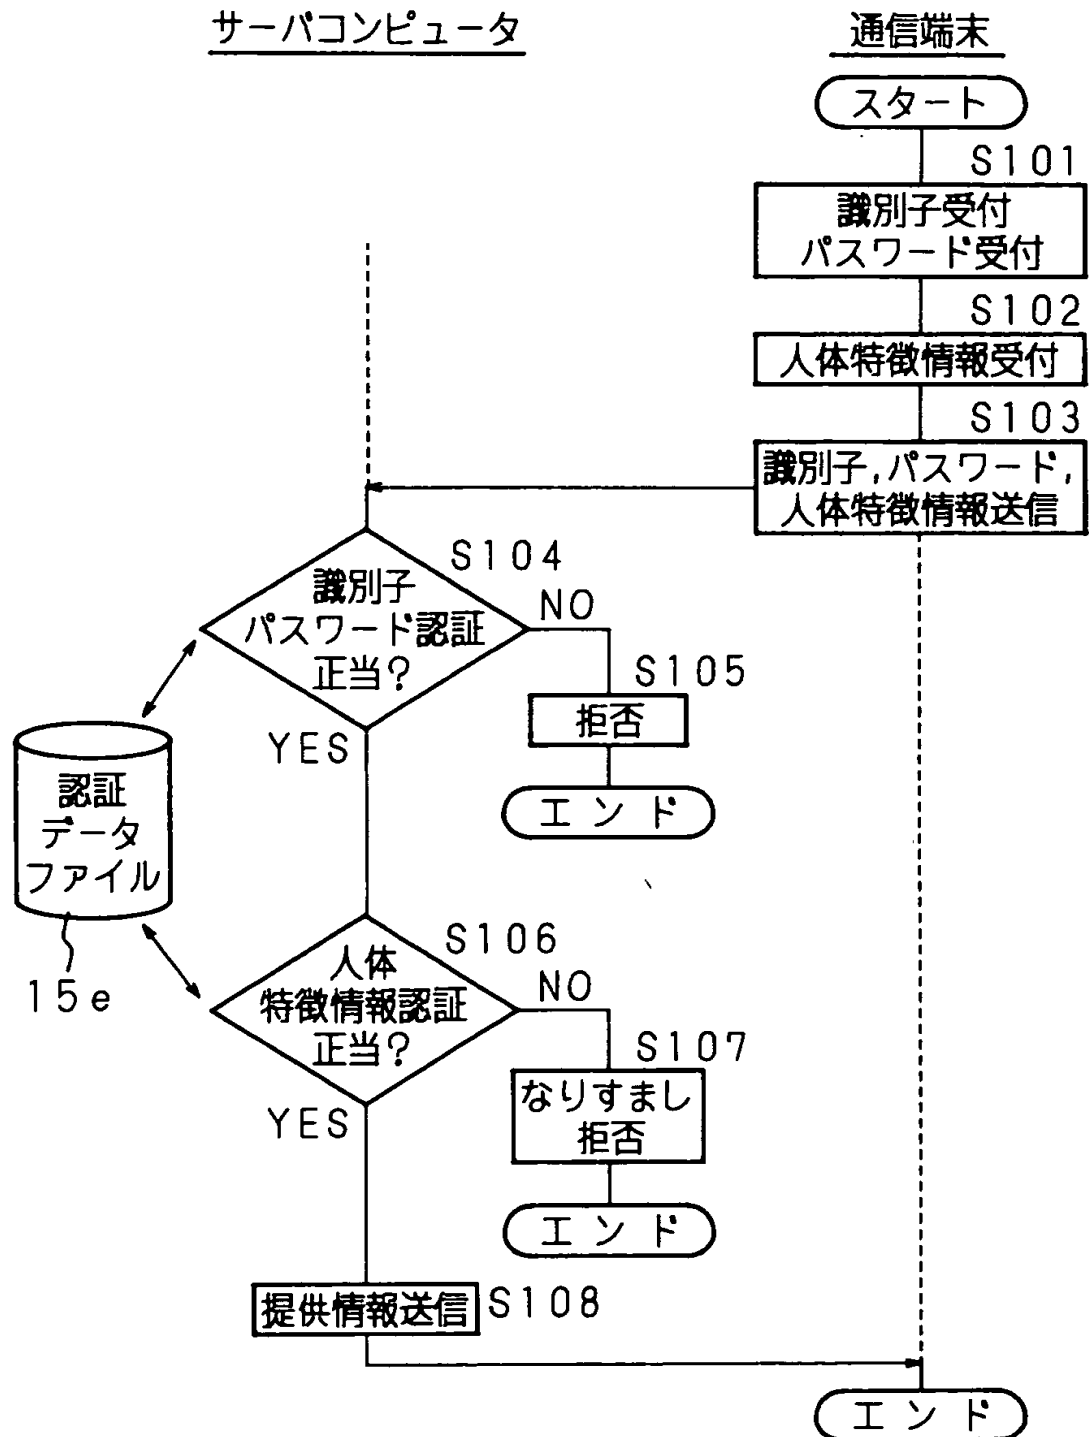 サーバコンピュータ
通信端末
スタート
S101
識別子受付
パスワード受付
S102
人体特徴情報受付
S103
識別子,パスワード,
人体特徴情報送信
S104
識別子
パスワード認証
正当?
NO
S105
拒否
エンド
YES
認証
データ
ファイル
15e
S106
人体
特徴情報認証
正当?
NO
S107
なりすまし
拒否
エンド
YES
提供情報送信
S108
エンド